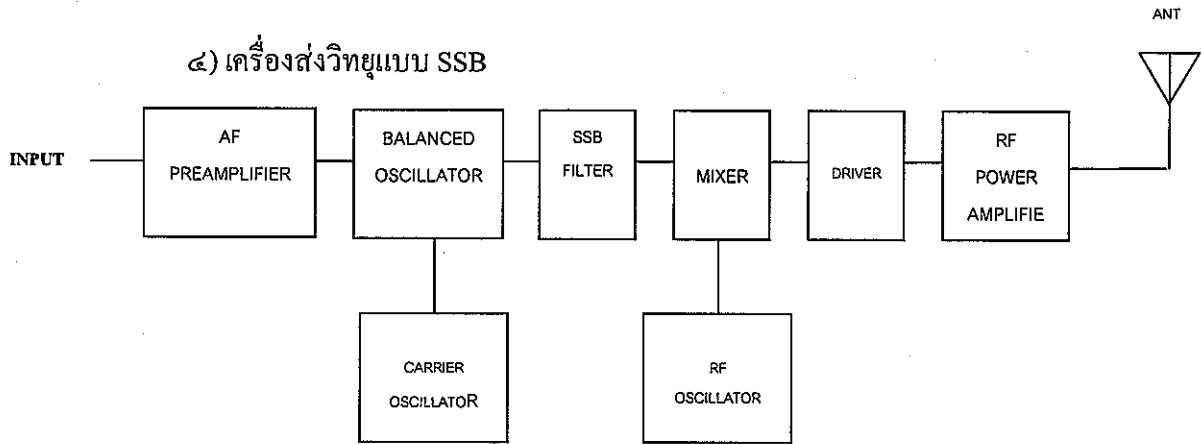 ANT
๔) เครื่องส่งวิทยุแบบ SSB
INPUT
AF
PREAMPLIFIER
BALANCED
OSCILLATOR
SSB
FILTER
MIXER
DRIVER
RF
POWER
AMPLIFIE
CARRIER
OSCILLATOR
RF
OSCILLATOR